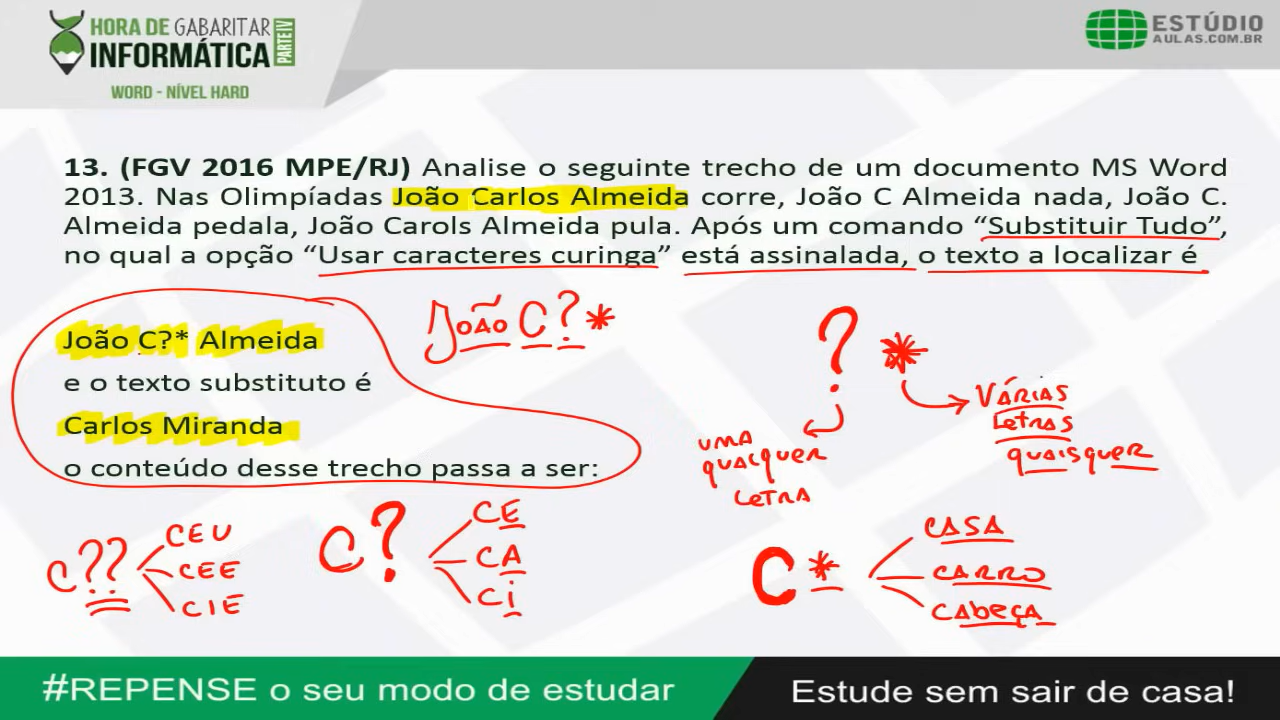 HORA DE GABARITAR
INFORMÁTICA
PARTE IV
WORD - NÍVEL HARD
ESTÚDIO
AULAS.COM.BR
13. (FGV 2016 MPE/RJ) Analise o seguinte trecho de um documento MS Word
2013. Nas Olimpíadas João Carlos Almeida corre, João C Almeida nada, João C.
Almeida pedala, João Carols Almeida pula. Após um comando “Substituir Tudo”,
no qual a opção “Usar caracteres curinga” está assinalada, o texto a localizar é
João C?* Almeida
e o texto substituto é
Carlos Miranda
o conteúdo desse trecho passa a ser:
JOÃO C?*
? *
UMA
QUALQUER
LETRA
VÁRIAS
LETRAS
QUAISQUER
C??
CEU
CEE
CIE
C?
CE
CA
Ci
C*
CASA
CARRO
CABEÇA
#REPENSE o seu modo de estudar
Estude sem sair de casa!